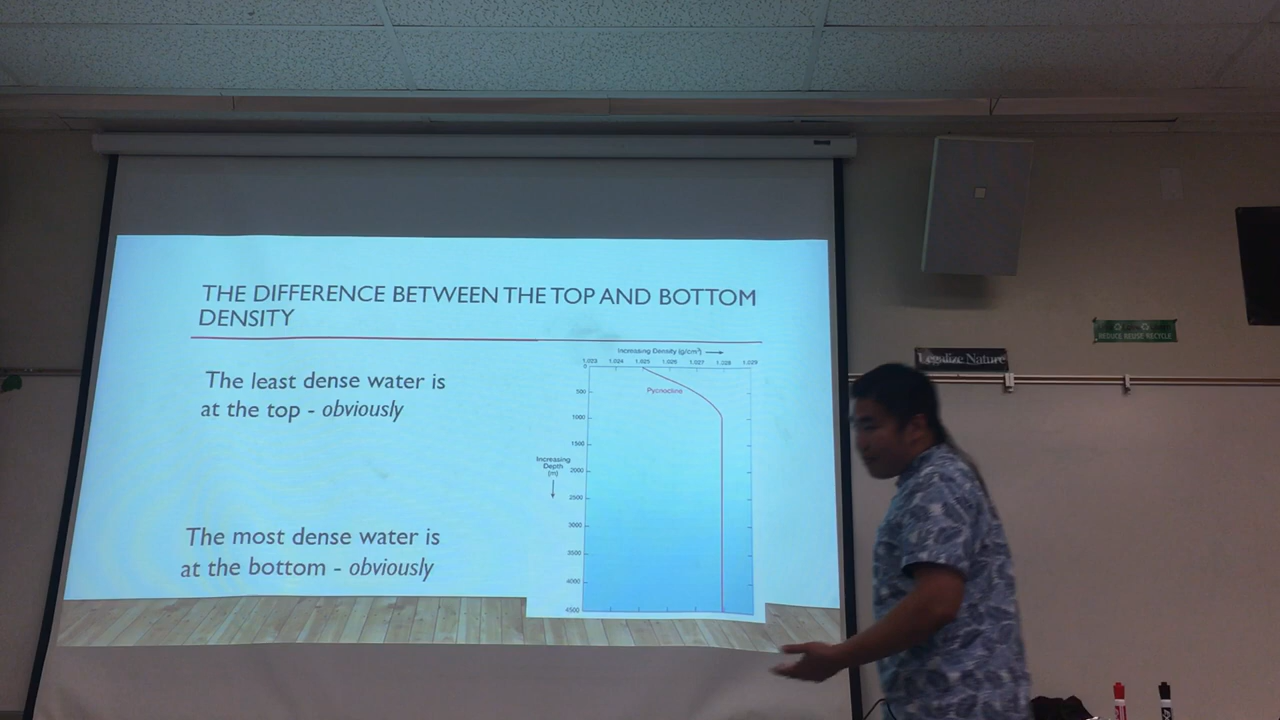 THE DIFFERENCE BETWEEN THE TOP AND BOTTOM
DENSITY
The least dense water is
at the top - obviously
The most dense water is
at the bottom - obviously
Increasing Density (g/cm³)
1.023 1.024 1.025 1.026 1.027 1.028 1.029
Pycnocline
Increasing
Depth
(m)
0
500
1000
1500
2000
2500
3000
3500
4000
4500
Legalize Nature
REDUCE REUSE RECYCLE